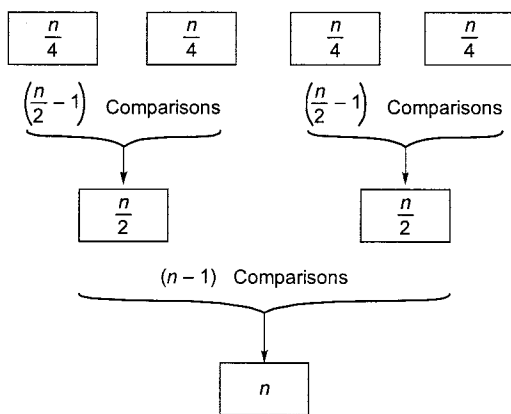 n/4 n/4 n/4 n/4
(n/2 – 1) Comparisons (n/2 – 1) Comparisons
n/2 n/2
(n – 1) Comparisons
n